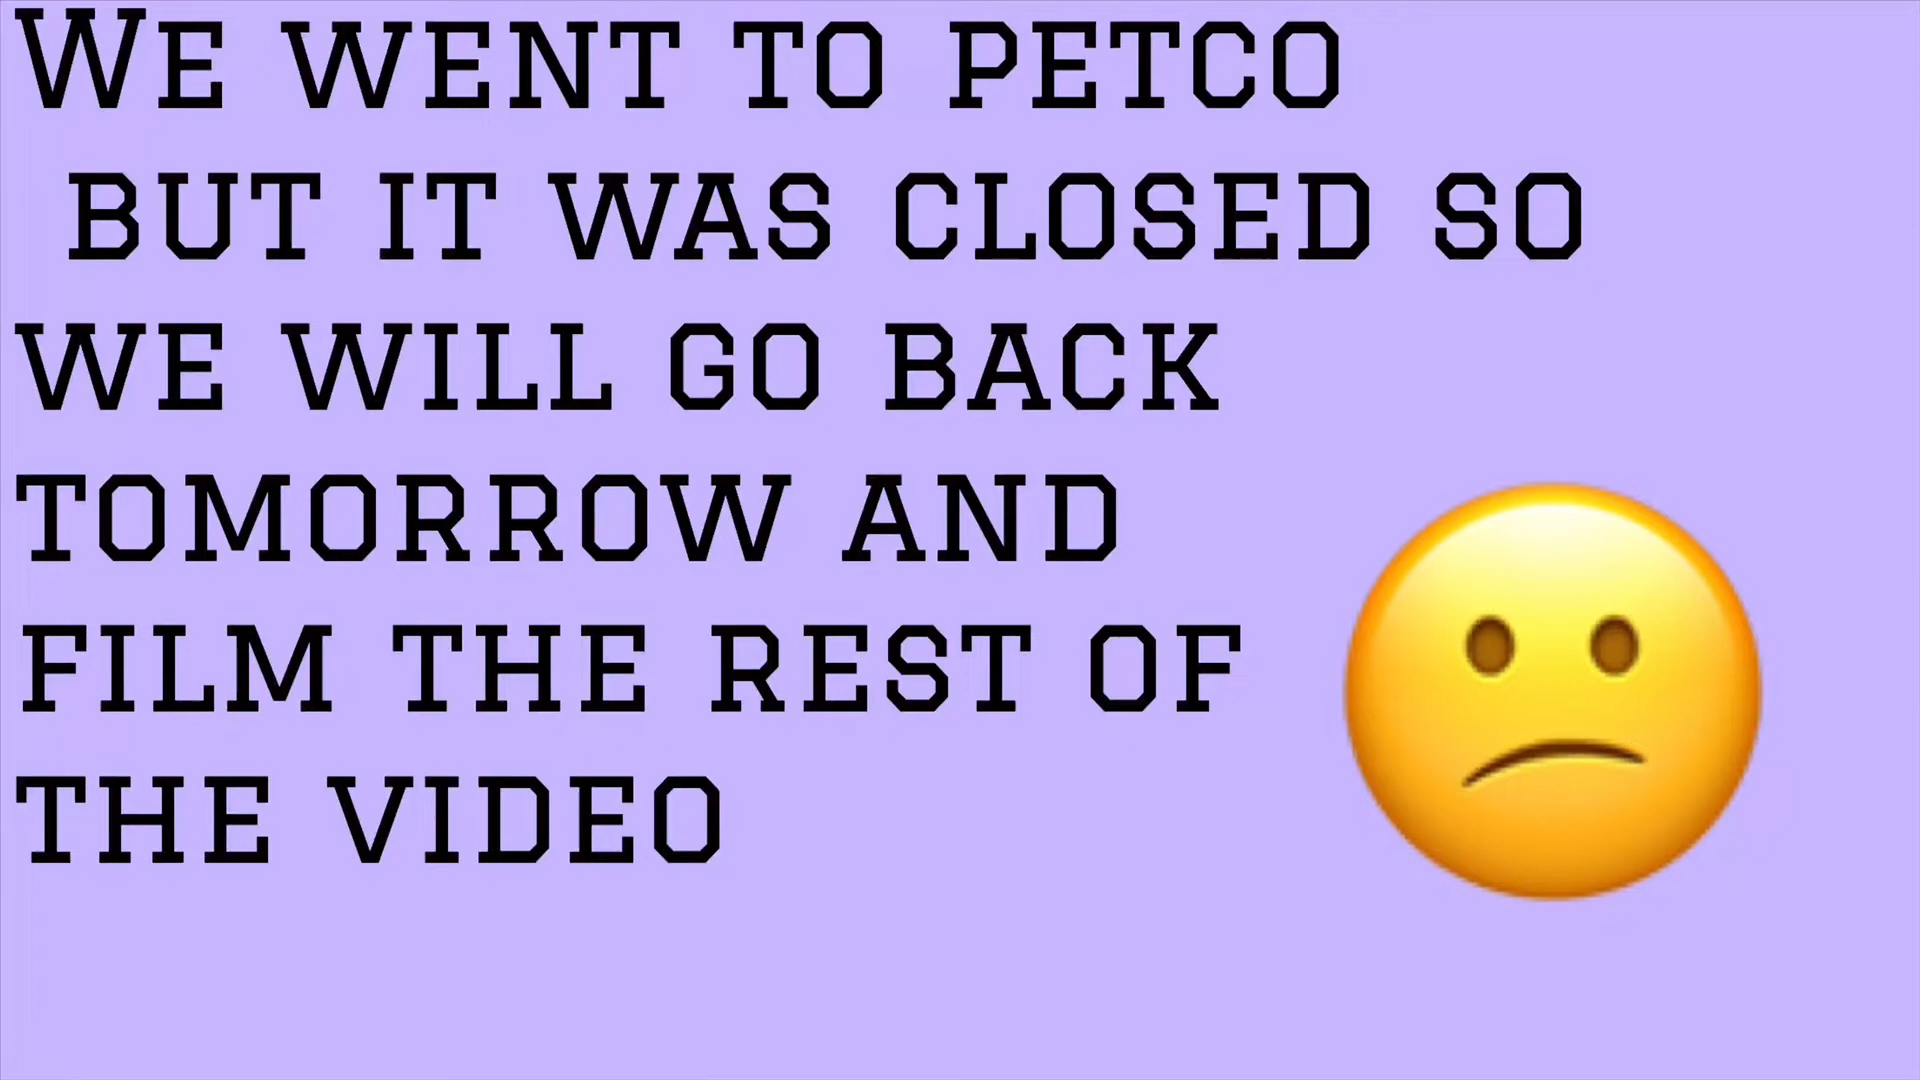 We went to petco
but it was closed so
we will go back
tomorrow and
film the rest of
the video